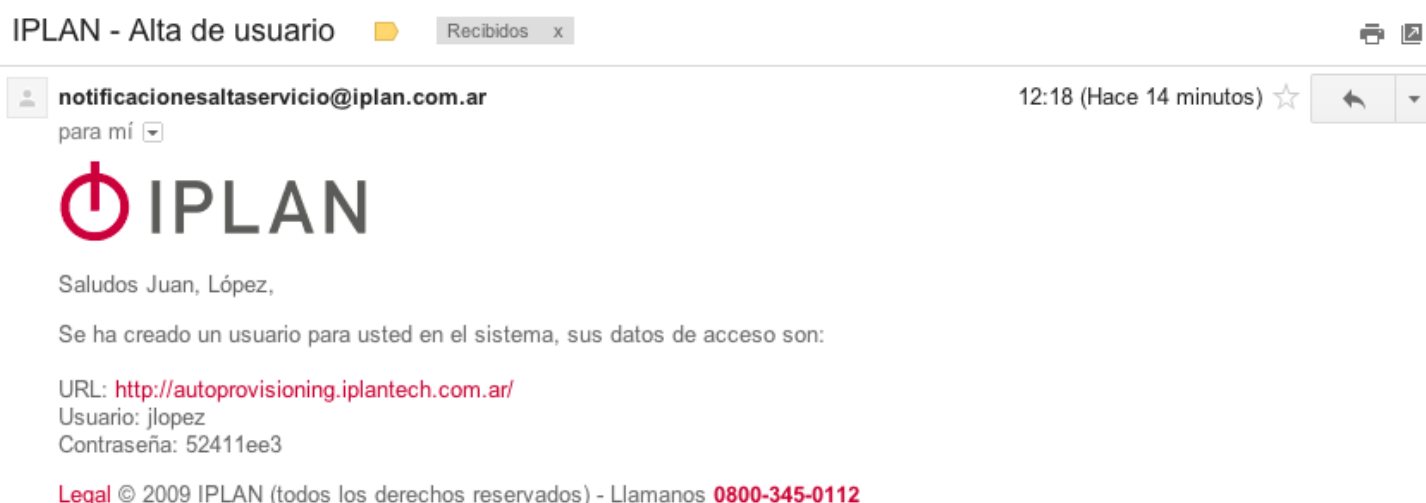 IPLAN - Alta de usuario Recibidos x
notificacionesaltaservicio@iplan.com.ar 12:18 (Hace 14 minutos)
para mí
IPLAN
Saludos Juan, López,
Se ha creado un usuario para usted en el sistema, sus datos de acceso son:
URL: http://autoprovisioning.iplantech.com.ar/
Usuario: jlopez
Contraseña: 52411ee3
Legal © 2009 IPLAN (todos los derechos reservados) - Llamanos 0800-345-0112